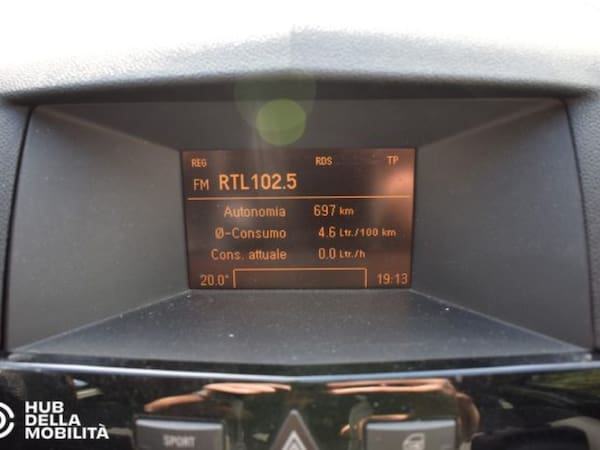 REG RDS TP
FM RTL102.5
Autonomia 697 km
Ø-Consumo 4.6 Ltr./100 km
Cons. attuale 0.0 Ltr./h
20.0° 19:13
SPORT
HUB
DELLA
MOBILITÀ